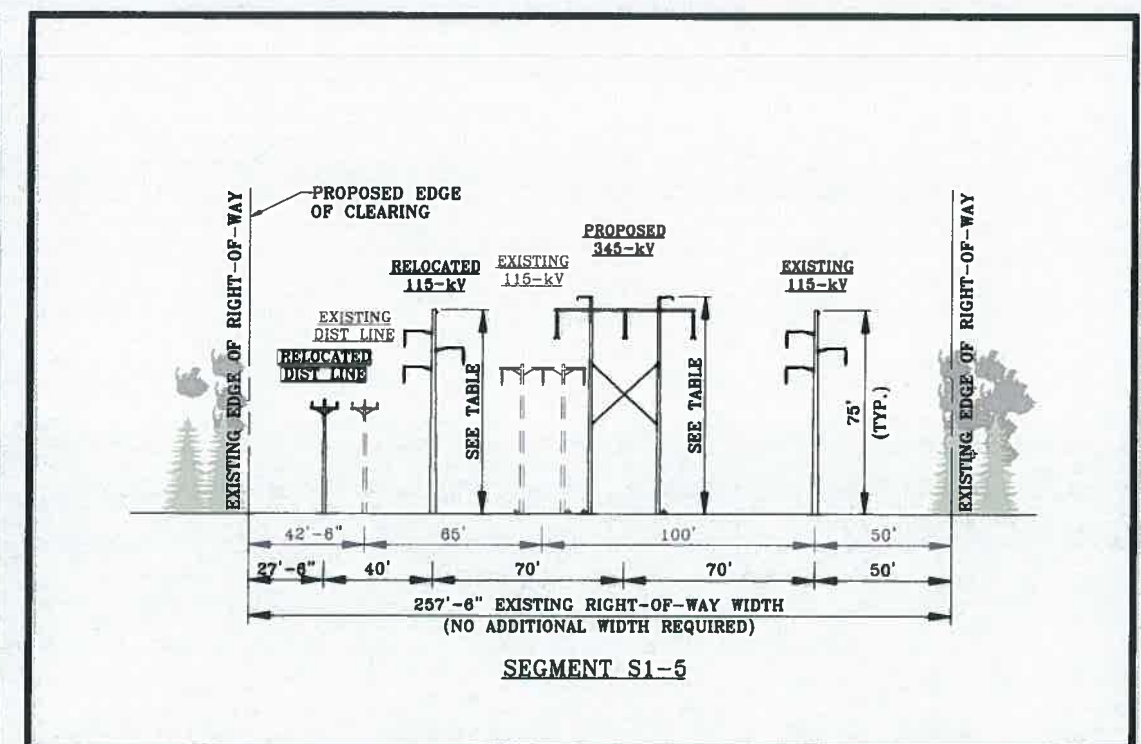 PROPOSED EDGE
OF CLEARING
EXISTING EDGE OF RIGHT-OF-WAY
PROPOSED
345-kV
RELOCATED
115-kV
EXISTING
115-kV
EXISTING
115-kV
EXISTING
DIST LINE
RELOCATED
DIST LINE
SEE TABLE
SEE TABLE
75'
(TYP.)
EXISTING EDGE OF RIGHT-OF-WAY
42'-6"
65'
100'
50'
27'-6"
40'
70'
70'
50'
257'-6" EXISTING RIGHT-OF-WAY WIDTH
(NO ADDITIONAL WIDTH REQUIRED)
SEGMENT S1-5